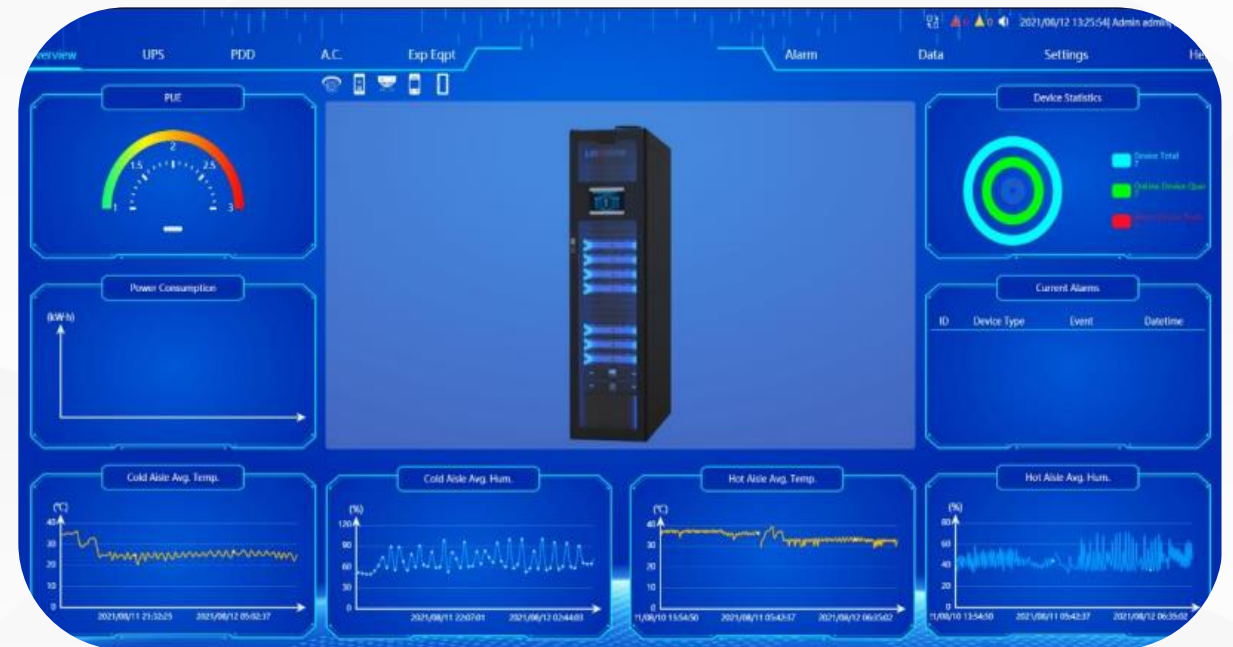 2021/08/12 13:25:54| Admin admin
UPS PDD A.C. Exp Eqpt Alarm Data Settings
PUE
1 1.5 2 2.5 3
Device Statistics
Device Total
7
Power Consumption
(kW·h)
Current Alarms
ID Device Type Event Datetime
Cold Aisle Avg. Temp.
(℃)
40
30
20
10
0
2021/08/11 21:32:25 2021/08/12 05:02:37
Cold Aisle Avg. Hum.
(%)
120
90
60
30
0
2021/08/11 22:07:01 2021/08/12 02:44:03
Hot Aisle Avg. Temp.
(℃)
40
30
20
10
0
2021/08/11 05:42:37 2021/08/12 06:35:02
Hot Aisle Avg. Hum.
(%)
80
60
40
20
0
2021/08/11 05:42:37 2021/08/12 06:35:02